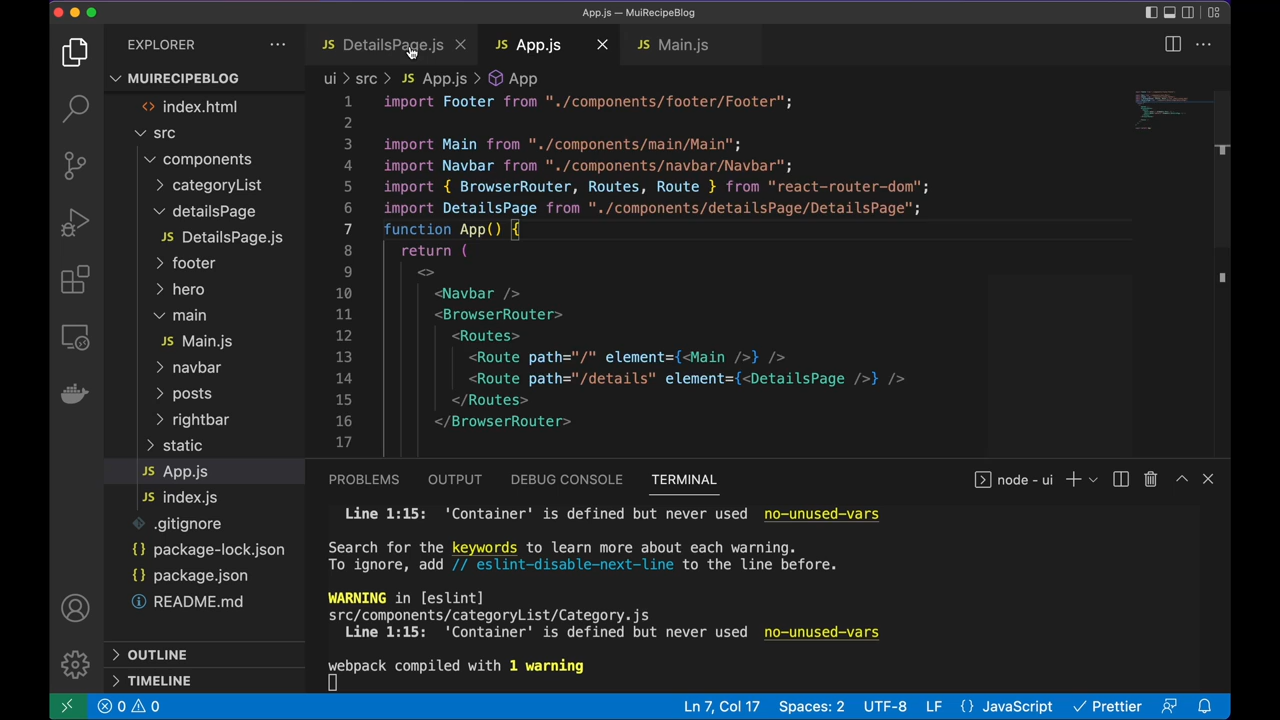 App.js — MuiRecipeBlog
EXPLORER
MUIRECIPEBLOG
index.html
src
components
categoryList
detailsPage
JS DetailsPage.js
footer
hero
main
JS Main.js
navbar
posts
rightbar
static
JS App.js
JS index.js
.gitignore
{} package-lock.json
{} package.json
README.md
OUTLINE
TIMELINE
JS DetailsPage.js
JS App.js
JS Main.js
ui > src > JS App.js > App
1 import Footer from "./components/footer/Footer";
2
3 import Main from "./components/main/Main";
4 import Navbar from "./components/navbar/Navbar";
5 import { BrowserRouter, Routes, Route } from "react-router-dom";
6 import DetailsPage from "./components/detailsPage/DetailsPage";
7 function App() {
8 return (
9 <>
10 <Navbar />
11 <BrowserRouter>
12 <Routes>
13 <Route path="/" element={<Main />} />
14 <Route path="/details" element={<DetailsPage />} />
15 </Routes>
16 </BrowserRouter>
17
PROBLEMS OUTPUT DEBUG CONSOLE TERMINAL
node - ui
Line 1:15: 'Container' is defined but never used no-unused-vars
Search for the keywords to learn more about each warning.
To ignore, add // eslint-disable-next-line to the line before.
WARNING in [eslint]
src/components/categoryList/Category.js
Line 1:15: 'Container' is defined but never used no-unused-vars
webpack compiled with 1 warning
0 0
Ln 7, Col 17 Spaces: 2 UTF-8 LF {} JavaScript Prettier